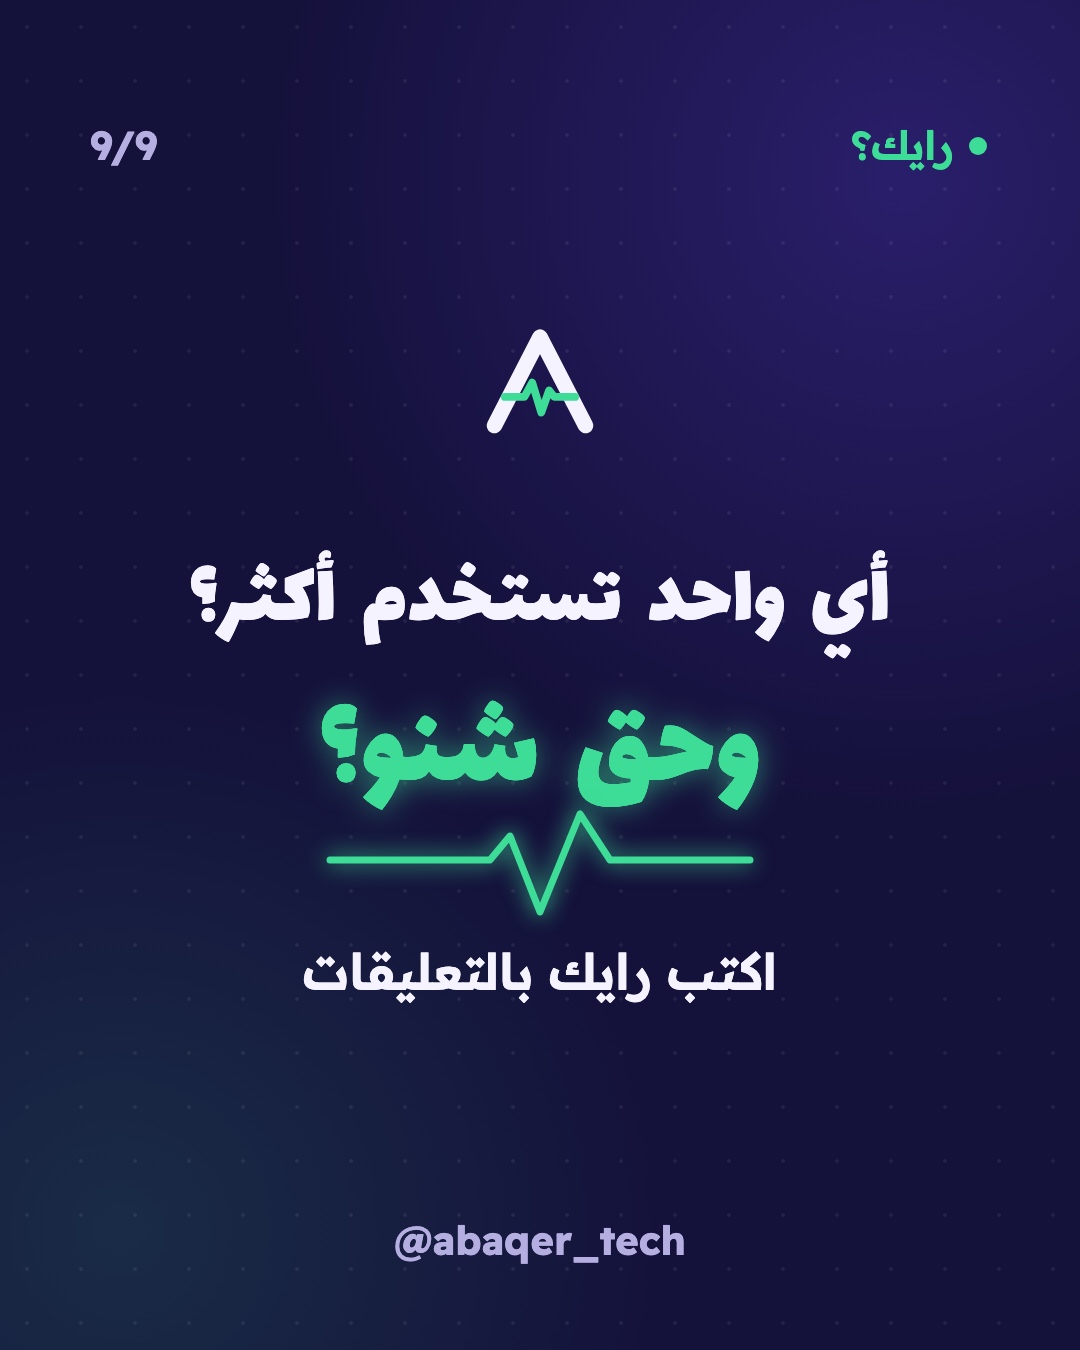 رايك؟
9/9
أي واحد تستخدم أكثر؟
وحق شنو؟
اكتب رايك بالتعليقات
@abaqer_tech